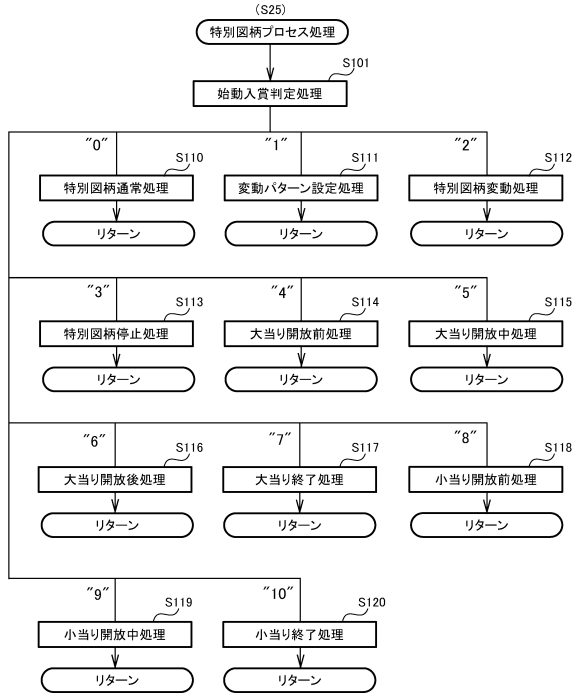 (S25)
特別図柄プロセス処理
S101
始動入賞判定処理
"0"
"1"
"2"
S110
S111
S112
特別図柄通常処理
変動パターン設定処理
特別図柄変動処理
リターン
リターン
リターン
"3"
"4"
"5"
S113
S114
S115
特別図柄停止処理
大当り開放前処理
大当り開放中処理
リターン
リターン
リターン
"6"
"7"
"8"
S116
S117
S118
大当り開放後処理
大当り終了処理
小当り開放前処理
リターン
リターン
リターン
"9"
"10"
S119
S120
小当り開放中処理
小当り終了処理
リターン
リターン